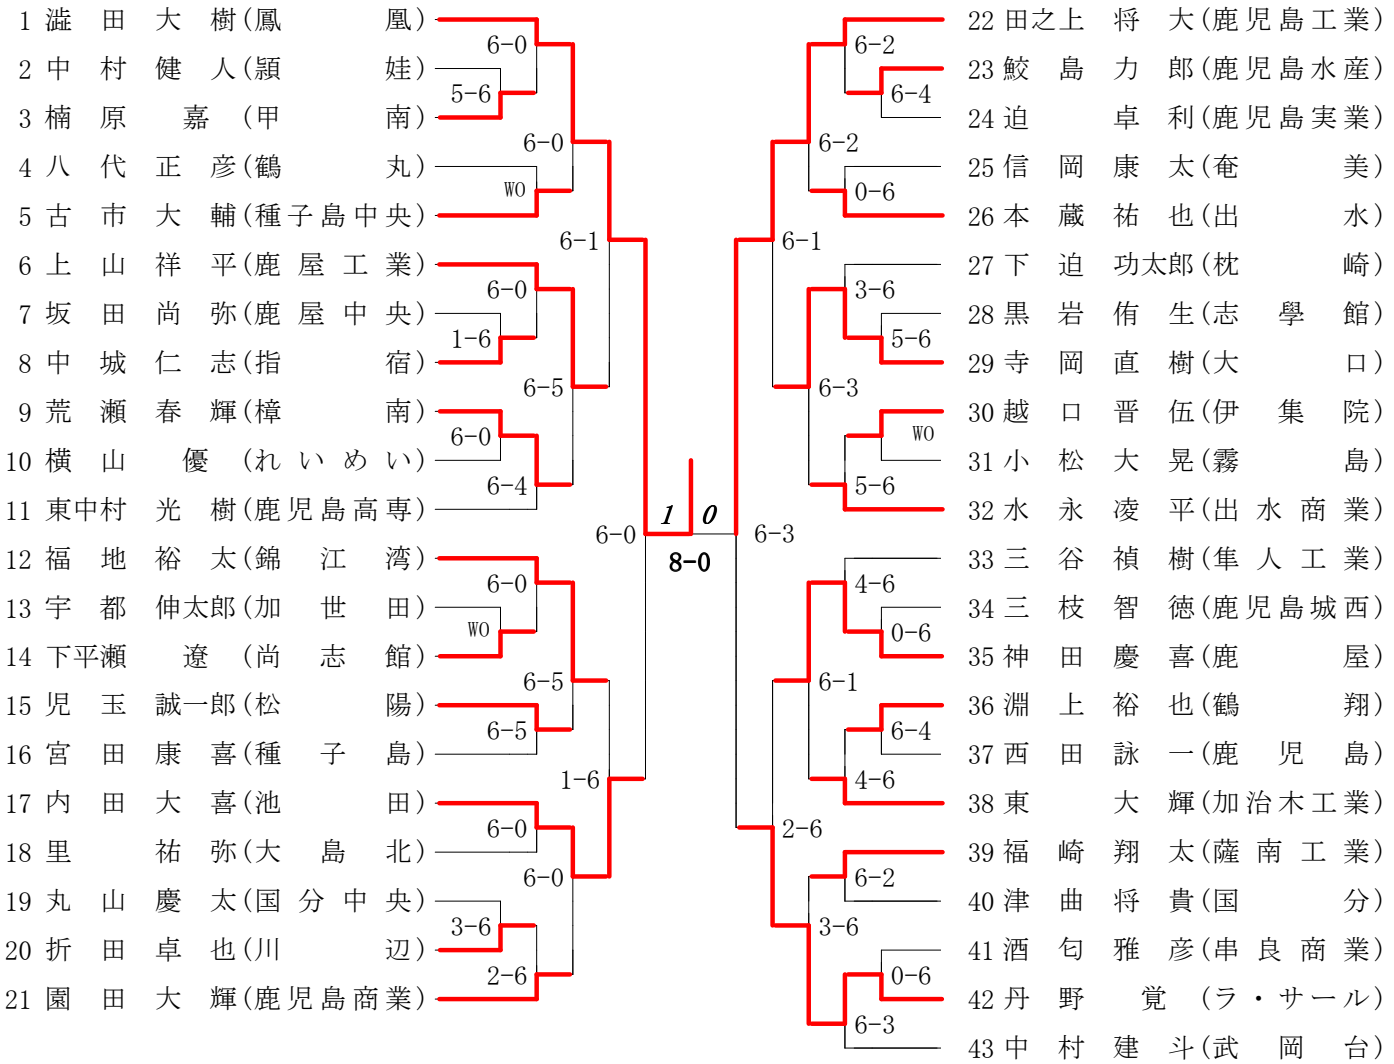 1 澁田大樹(鳳凰)
2 中村健人(頴娃)
3 楠原嘉(甲南)
4 八代正彦(鶴丸)
5 古市大輔(種子島中央)
6 上山祥平(鹿屋工業)
7 坂田尚弥(鹿屋中央)
8 中城仁志(指宿)
9 荒瀬春輝(樟南)
10 横山優(れいめい)
11 東中村光樹(鹿児島高専)
12 福地裕太(錦江湾)
13 宇都伸太郎(加世田)
14 下平瀬遼(尚志館)
15 児玉誠一郎(松陽)
16 宮田康喜(種子島)
17 内田大喜(池田)
18 里祐弥(大島北)
19 丸山慶太(国分中央)
20 折田卓也(川辺)
21 園田大輝(鹿児島商業)
6-0
5-6
6-0
WO
6-1
6-0
1-6
6-5
6-0
6-4
6-0
6-0
WO
6-5
6-5
1-6
6-0
6-0
3-6
2-6
1 0
8-0
22 田之上将大(鹿児島工業)
23 鮫島力郎(鹿児島水産)
24 迫卓利(鹿児島実業)
25 信岡康太(奄美)
26 本蔵祐也(出水)
27 下迫功太郎(枕崎)
28 黒岩侑生(志學館)
29 寺岡直樹(大口)
30 越口晋伍(伊集院)
31 小松大晃(霧島)
32 水永凌平(出水商業)
33 三谷禎樹(隼人工業)
34 三枝智徳(鹿児島城西)
35 神田慶喜(鹿屋)
36 淵上裕也(鶴翔)
37 西田詠一(鹿児島)
38 東大輝(加治木工業)
39 福崎翔太(薩南工業)
40 津曲将貴(国分)
41 酒匂雅彦(串良商業)
42 丹野覚(ラ・サール)
43 中村建斗(武岡台)
6-2
6-4
6-2
0-6
6-1
3-6
5-6
6-3
WO
5-6
6-3
4-6
0-6
6-1
6-4
4-6
2-6
6-2
3-6
0-6
6-3